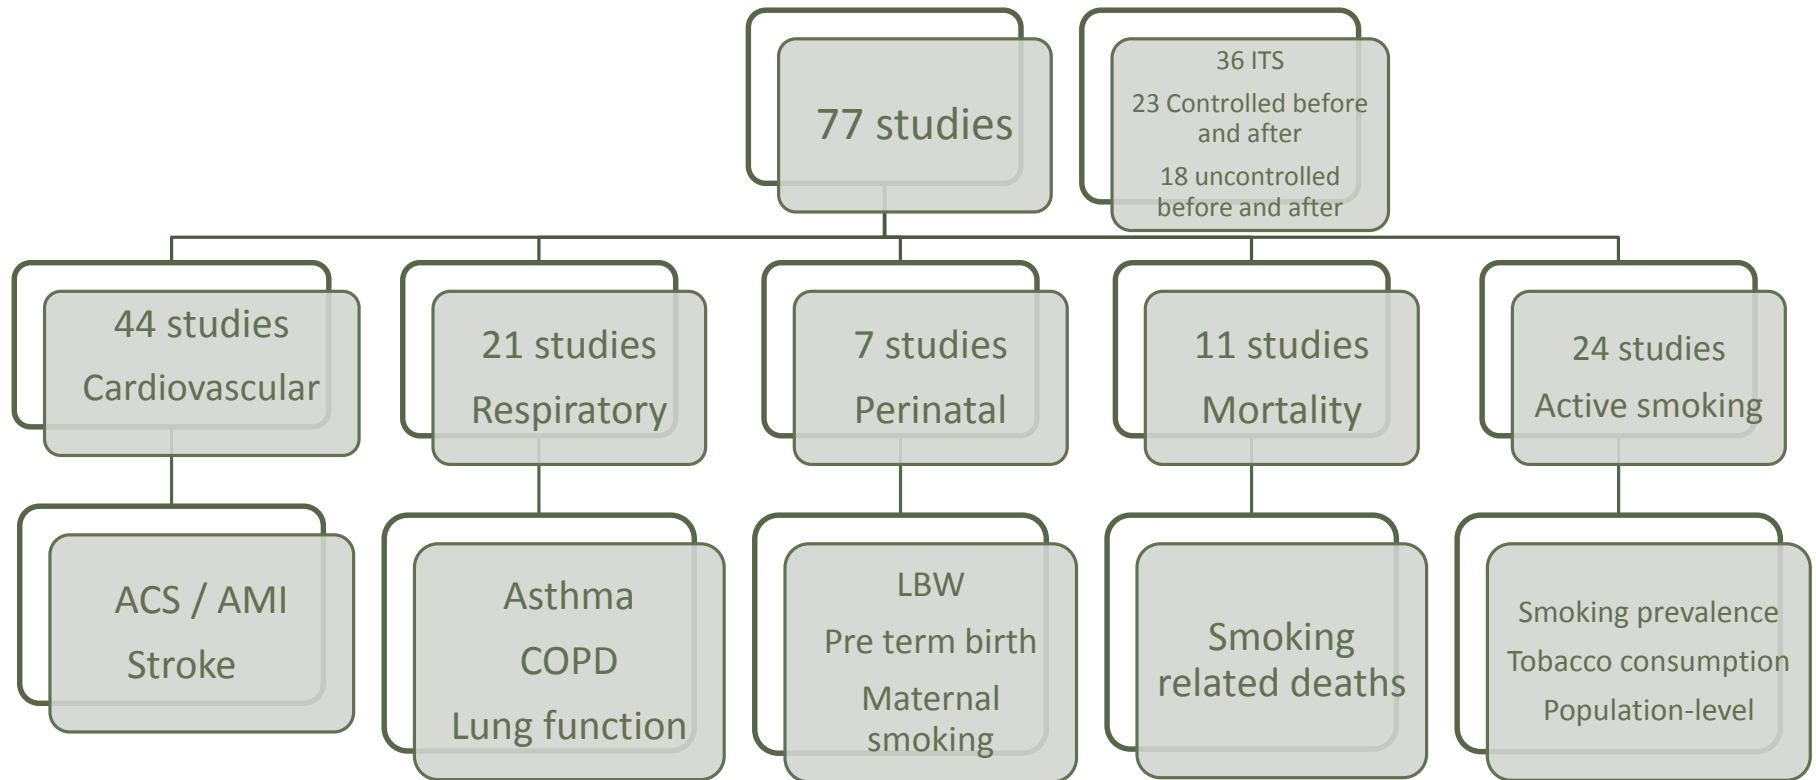 77 studies
36 ITS
23 Controlled before
and after
18 uncontrolled
before and after
44 studies
Cardiovascular
21 studies
Respiratory
7 studies
Perinatal
11 studies
Mortality
24 studies
Active smoking
ACS / AMI
Stroke
Asthma
COPD
Lung function
LBW
Pre term birth
Maternal
smoking
Smoking
related deaths
Smoking prevalence
Tobacco consumption
Population-level